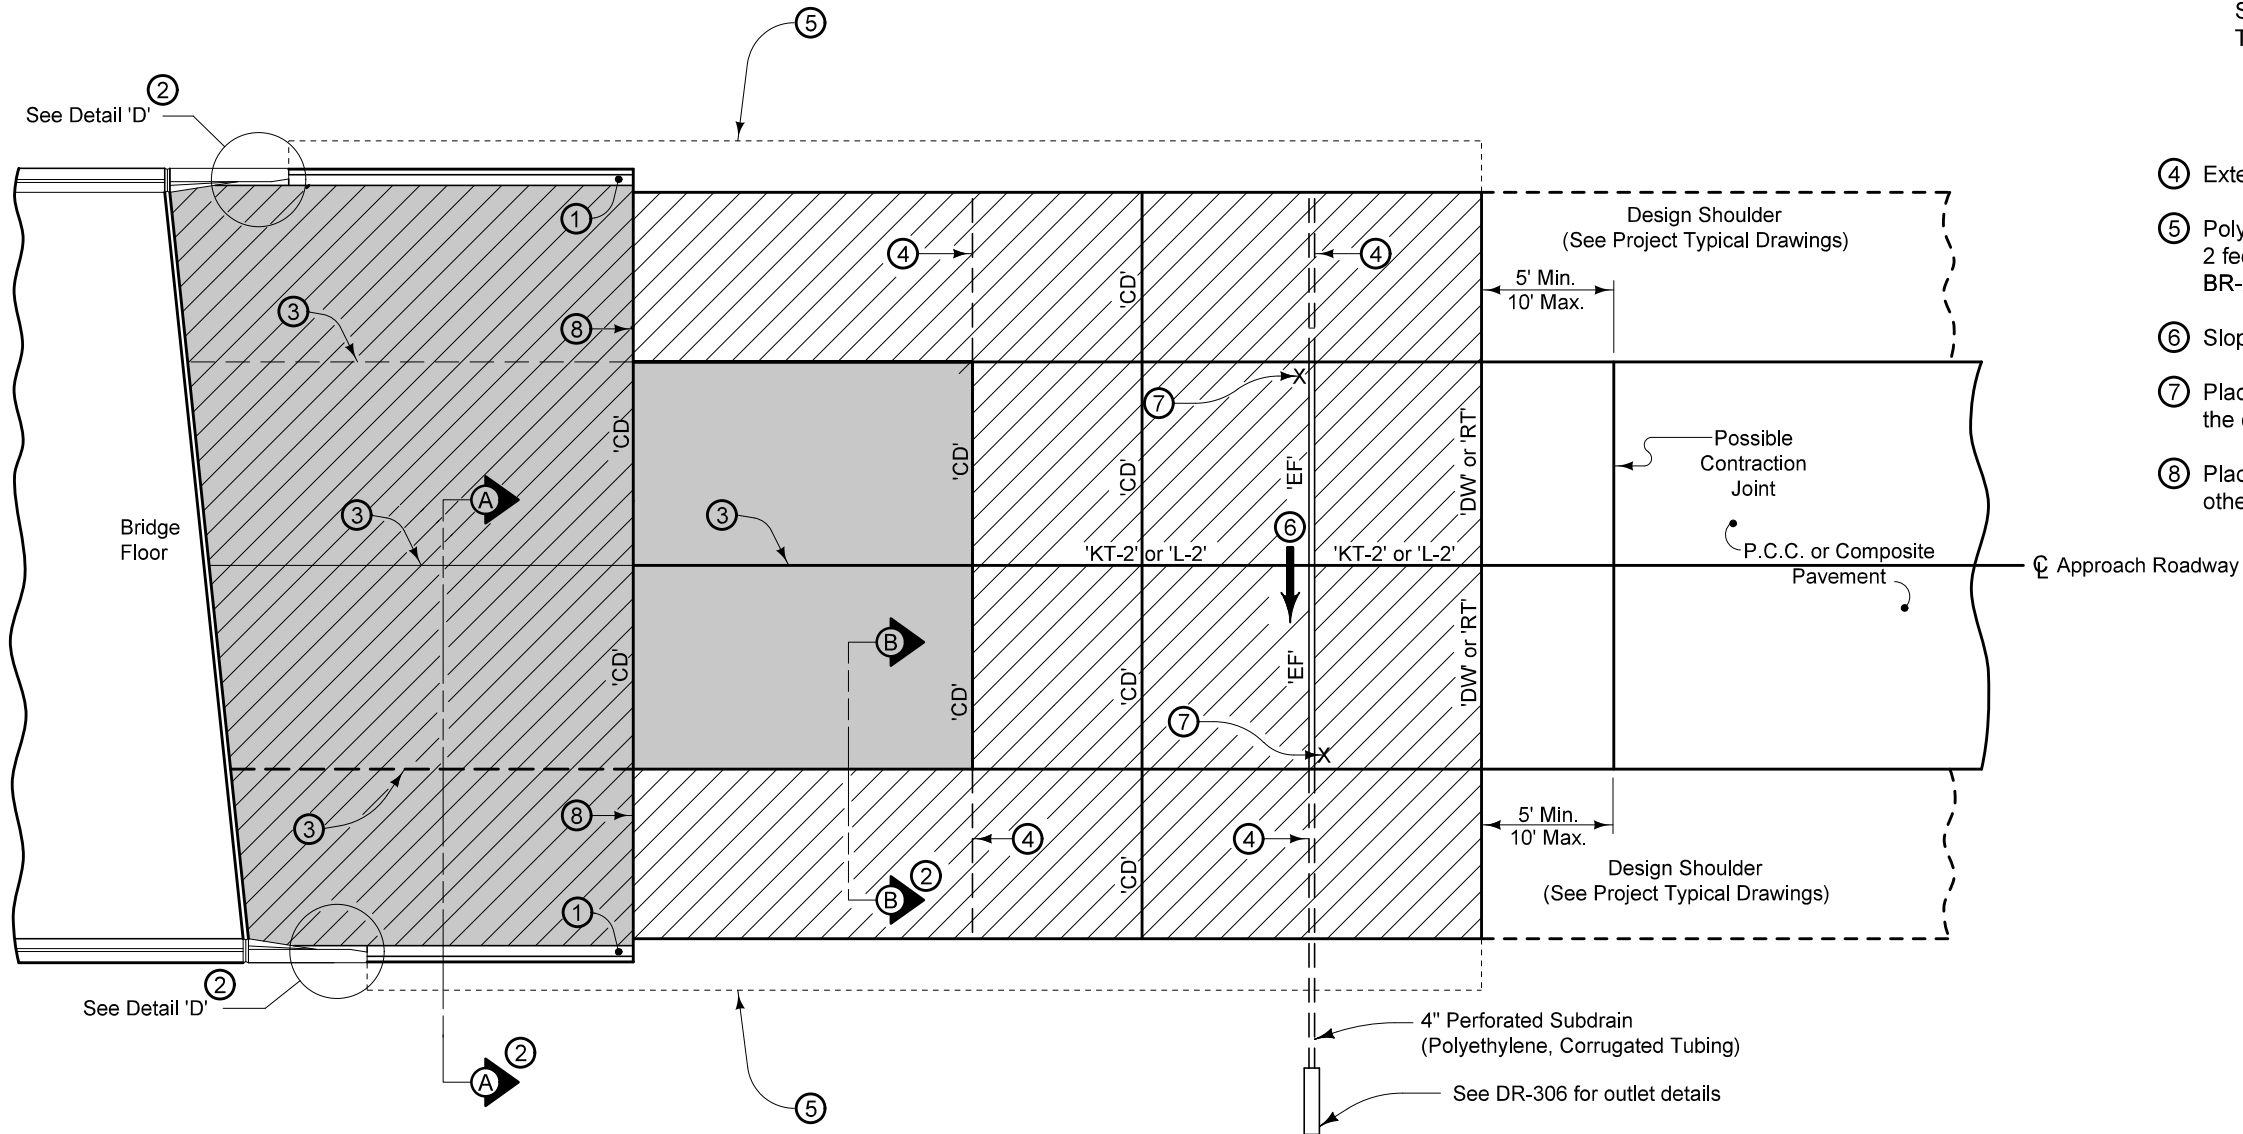 5
2
See Detail 'D'
1
4
4
Design Shoulder
(See Project Typical Drawings)
'CD'
5' Min.
10' Max.
3
8
7
'CD'
'CD'
'CD'
'EF'
'DW' or 'RT'
Possible
Contraction
Joint
A
3
3
6
Bridge
Floor
'KT-2' or 'L-2'
'KT-2' or 'L-2'
P.C.C. or Composite
Pavement
℄ Approach Roadway
B
'CD'
'CD'
'CD'
'EF'
'DW' or 'RT'
7
3
8
4
4
5' Min.
10' Max.
'CD'
Design Shoulder
(See Project Typical Drawings)
2
B
1
2
See Detail 'D'
4" Perforated Subdrain
(Polyethylene, Corrugated Tubing)
2
A
See DR-306 for outlet details
5
4
5
2
BR-
6
7
the
8